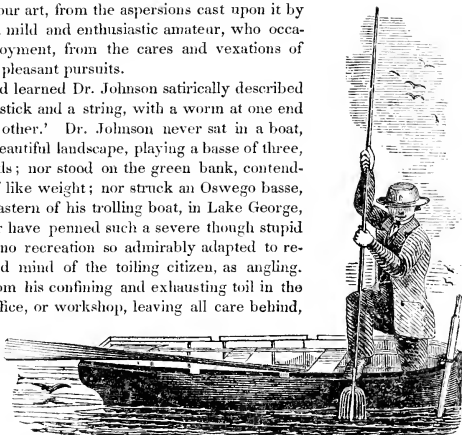 our art, from the aspersions cast upon it by
mild and enthusiastic amateur, who occa-
oyment, from the cares and vexations of
pleasant pursuits.
d learned Dr. Johnson satirically described
stick and a string, with a worm at one end
other.' Dr. Johnson never sat in a boat,
eautiful landscape, playing a basse of three,
ls; nor stood on the green bank, contend-
f like weight; nor struck an Oswego basse,
astern of his trolling boat, in Lake George,
r have penned such a severe though stupid
no recreation so admirably adapted to re-
d mind of the toiling citizen, as angling.
om his confining and exhausting toil in the
fice, or workshop, leaving all care behind,